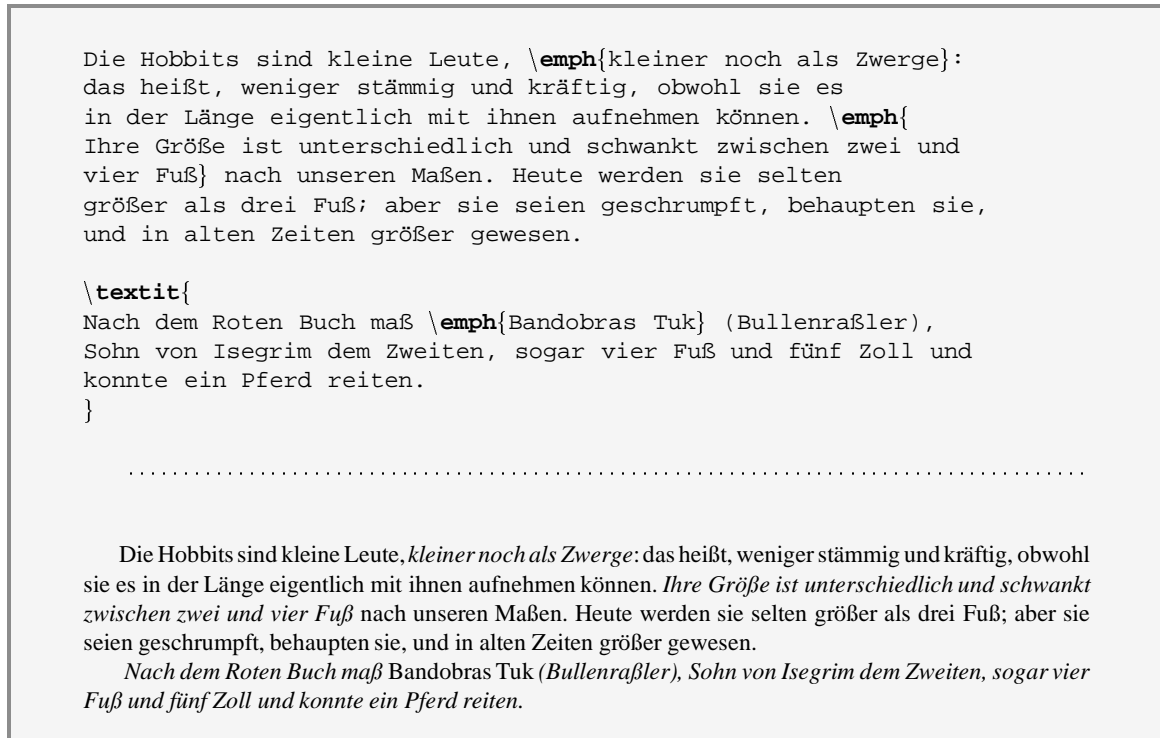 Die Hobbits sind kleine Leute, \emph{kleiner noch als Zwerge}:
das heißt, weniger stämmig und kräftig, obwohl sie es
in der Länge eigentlich mit ihnen aufnehmen können. \emph{
Ihre Größe ist unterschiedlich und schwankt zwischen zwei und
vier Fuß} nach unseren Maßen. Heute werden sie selten
größer als drei Fuß; aber sie seien geschrumpft, behaupten sie,
und in alten Zeiten größer gewesen.

\textit{
Nach dem Roten Buch maß \emph{Bandobras Tuk} (Bullenraßler),
Sohn von Isegrim dem Zweiten, sogar vier Fuß und fünf Zoll und
konnte ein Pferd reiten.
}

Die Hobbits sind kleine Leute, kleiner noch als Zwerge: das heißt, weniger stämmig und kräftig, obwohl
sie es in der Länge eigentlich mit ihnen aufnehmen können. Ihre Größe ist unterschiedlich und schwankt
zwischen zwei und vier Fuß nach unseren Maßen. Heute werden sie selten größer als drei Fuß; aber sie
seien geschrumpft, behaupten sie, und in alten Zeiten größer gewesen.
Nach dem Roten Buch maß Bandobras Tuk (Bullenraßler), Sohn von Isegrim dem Zweiten, sogar vier
Fuß und fünf Zoll und konnte ein Pferd reiten.